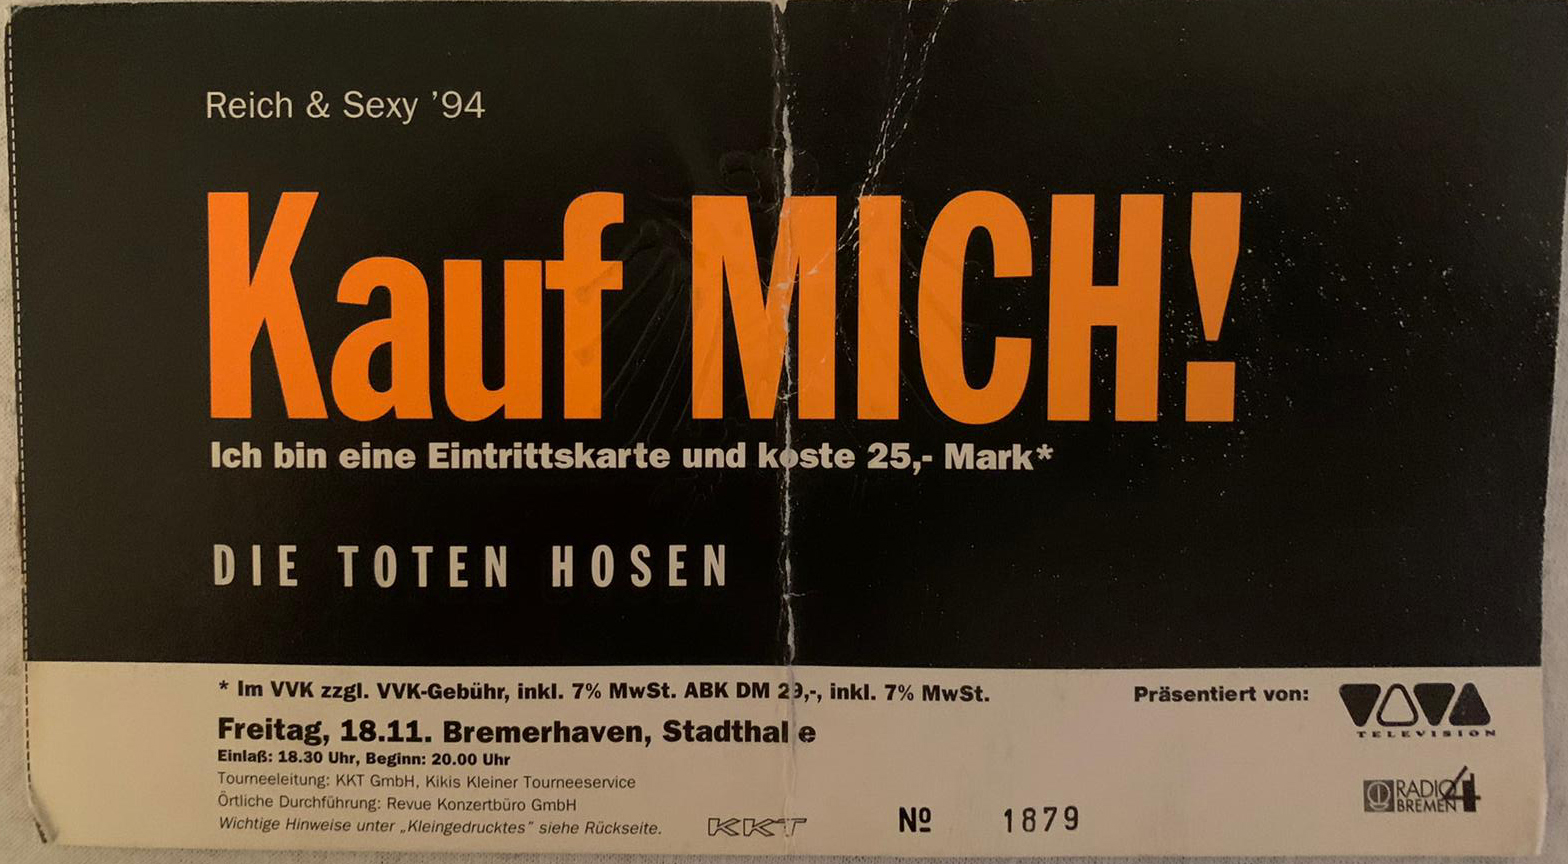 Reich & Sexy ’94
Kauf MICH!
Ich bin eine Eintrittskarte und koste 25,- Mark*
DIE TOTEN HOSEN
* Im VVK zzgl. VVK-Gebühr, inkl. 7% MwSt. ABK DM 29,-, inkl. 7% MwSt.
Präsentiert von:
VIVA
TELEVISION
Freitag, 18.11. Bremerhaven, Stadthalle
Einlaß: 18.30 Uhr, Beginn: 20.00 Uhr
Tourneeleitung: KKT GmbH, Kikis Kleiner Tourneeservice
Örtliche Durchführung: Revue Konzertbüro GmbH
Wichtige Hinweise unter „Kleingedrucktes” siehe Rückseite.
KKT
Nº 1879
RADIO
BREMEN 4